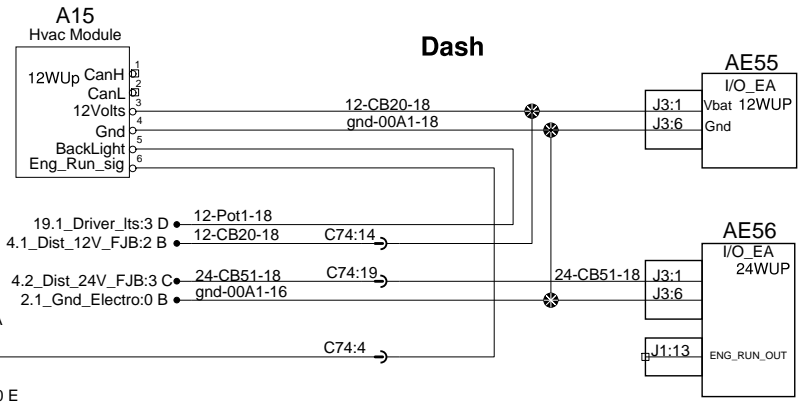 A15
Hvac Module
Dash
12WUp CanH 1
CanL 2
12Volts 3
Gnd 4
BackLight 5
Eng_Run_sig 6
12-CB20-18
gnd-00A1-18
AE55
I/O_EA
J3:1 Vbat 12WUP
J3:6 Gnd
19.1_Driver_lts:3 D 12-Pot1-18
4.1_Dist_12V_FJB:2 B 12-CB20-18 C74:14
4.2_Dist_24V_FJB:3 C 24-CB51-18 C74:19 24-CB51-18
2.1_Gnd_Electro:0 B gnd-00A1-16
AE56
I/O_EA
24WUP
J3:1
J3:6
C74:4
J1:13 ENG_RUN_OUT
E